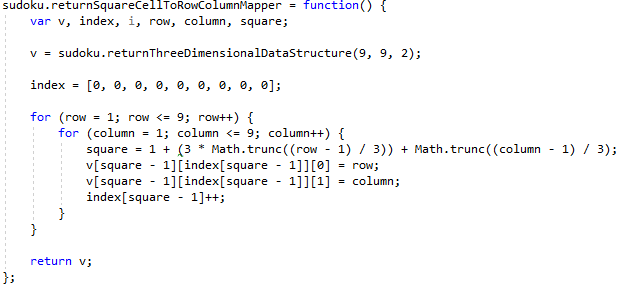 sudoku.returnSquareCellToRowColumnMapper = function() {
    var v, index, i, row, column, square;

    v = sudoku.returnThreeDimensionalDataStructure(9, 9, 2);

    index = [0, 0, 0, 0, 0, 0, 0, 0, 0];

    for (row = 1; row <= 9; row++) {
        for (column = 1; column <= 9; column++) {
            square = 1 + (3 * Math.trunc((row - 1) / 3)) + Math.trunc((column - 1) / 3);
            v[square - 1][index[square - 1]][0] = row;
            v[square - 1][index[square - 1]][1] = column;
            index[square - 1]++;
        }
    }

    return v;
};